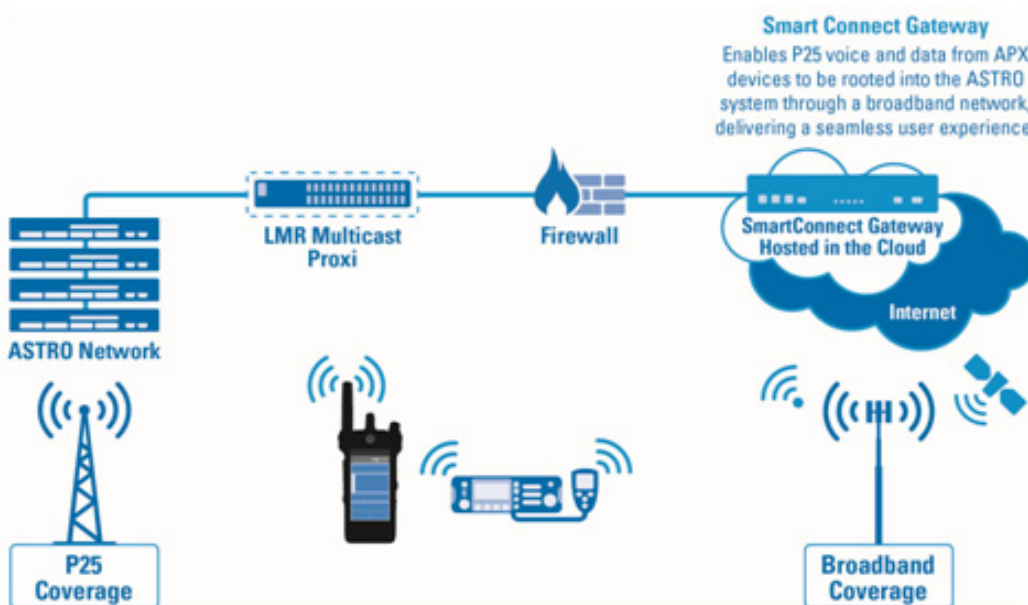 Smart Connect Gateway
Enables P25 voice and data from APX
devices to be rooted into the ASTRO
system through a broadband network,
delivering a seamless user experience
LMR Multicast
Proxi
Firewall
SmartConnect Gateway
Hosted in the Cloud
Internet
ASTRO Network
P25
Coverage
Broadband
Coverage